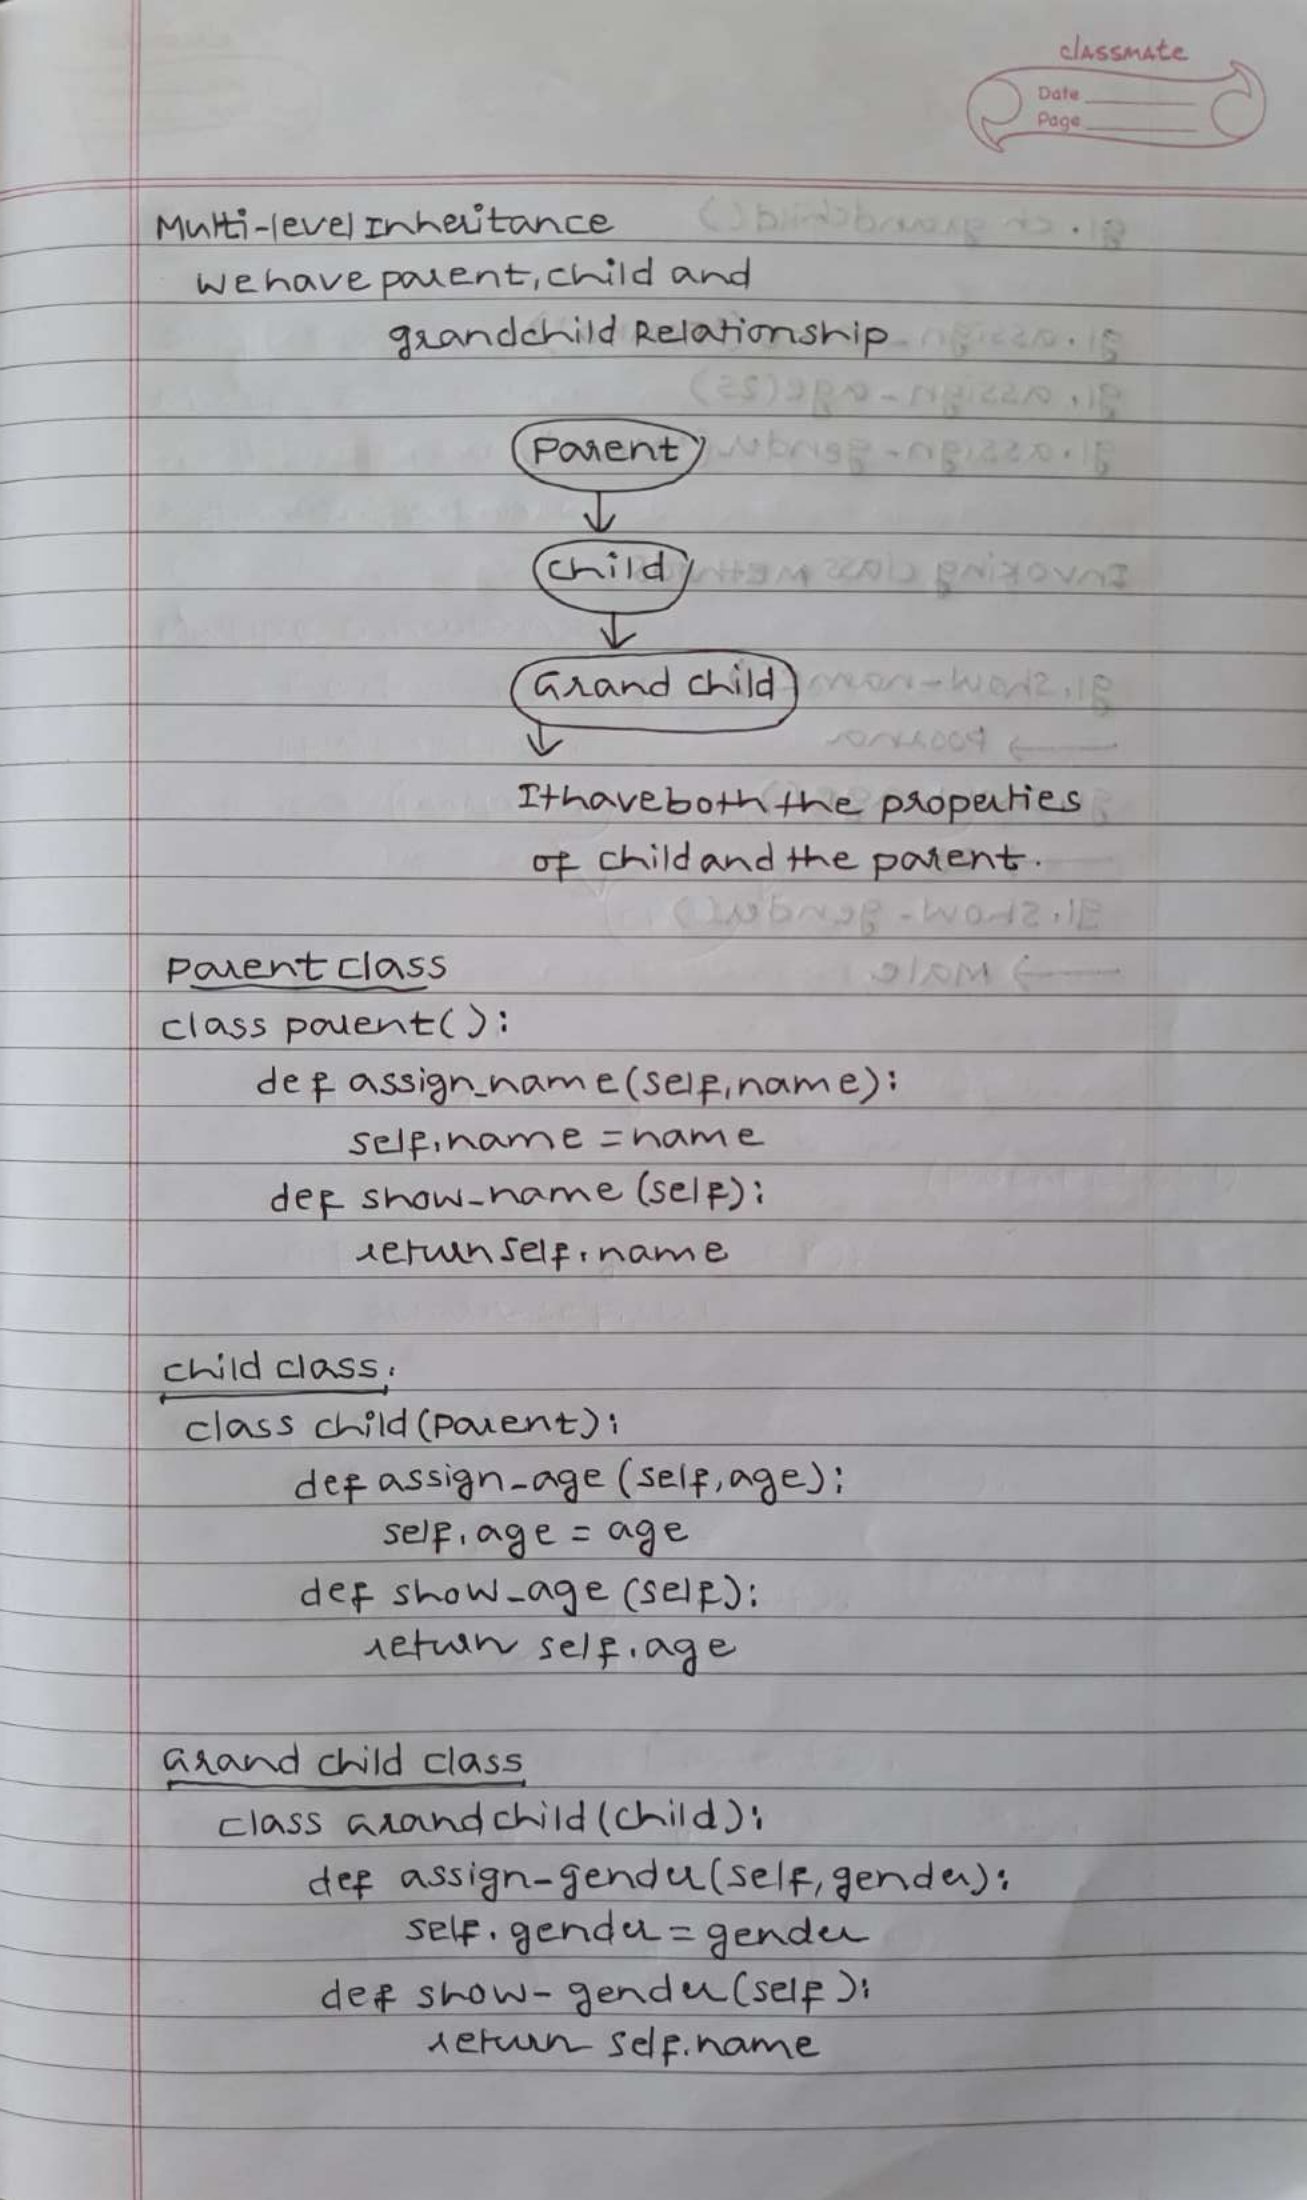 classmate
Date
Page
Multi-level Inheritance
We have parent, child and
grandchild Relationship
Parent
child
Grand child
It have both the properties
of child and the parent.
Parent class
class parent():
def assign_name(self, name):
self.name = name
def show_name (self):
return self.name
child class.
class child (parent):
def assign_age (self, age):
self.age = age
def show_age (self):
return self.age
Grand child class
class Grandchild (child):
def assign-gender(self, gender):
self.gender = gender
def show-gender(self):
return self.name